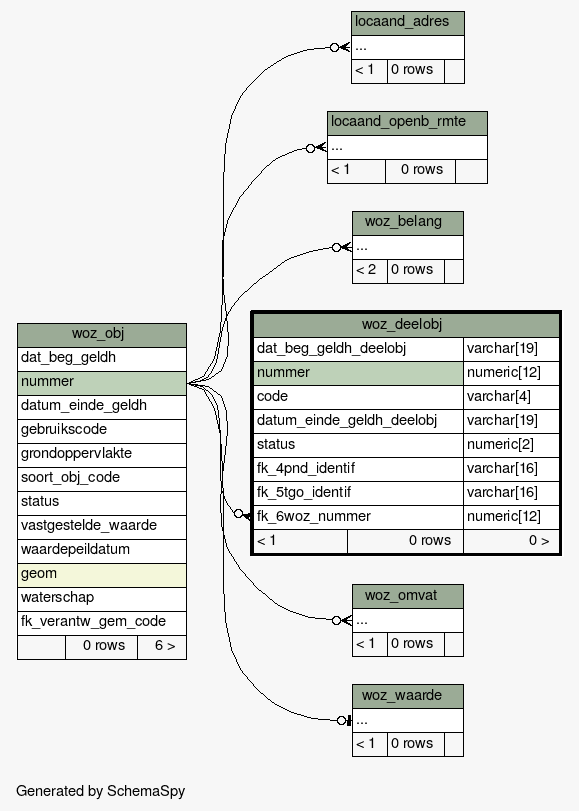 locaand_adres
...
< 1 0 rows
locaand_openb_rmte
...
< 1 0 rows
woz_belang
...
< 2 0 rows
woz_obj
dat_beg_geldh
nummer
datum_einde_geldh
gebruikscode
grondoppervlakte
soort_obj_code
status
vastgestelde_waarde
waardepeildatum
geom
waterschap
fk_verantw_gem_code
0 rows 6 >
woz_deelobj
dat_beg_geldh_deelobj varchar[19]
nummer numeric[12]
code varchar[4]
datum_einde_geldh_deelobj varchar[19]
status numeric[2]
fk_4pnd_identif varchar[16]
fk_5tgo_identif varchar[16]
fk_6woz_nummer numeric[12]
< 1 0 rows 0 >
woz_omvat
...
< 1 0 rows
woz_waarde
...
< 1 0 rows
Generated by SchemaSpy